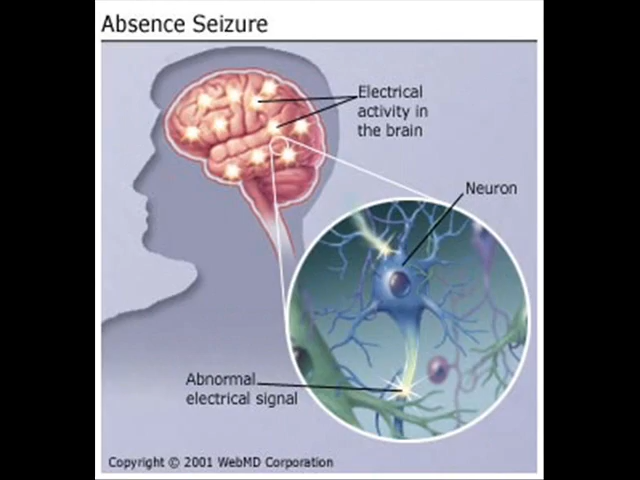 Absence Seizure
Electrical
activity in
the brain
Neuron
Abnormal
electrical signal
Copyright © 2001 WebMD Corporation